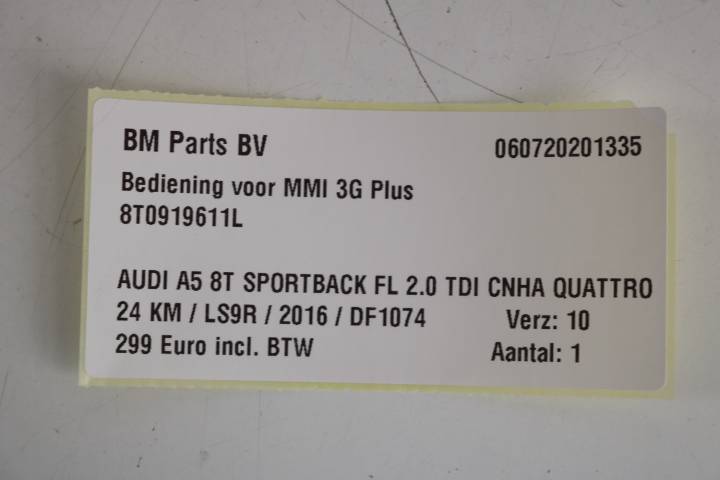 BM Parts BV 060720201335
Bediening voor MMI 3G Plus
8T0919611L
AUDI A5 8T SPORTBACK FL 2.0 TDI CNHA QUATTRO
24 KM / LS9R / 2016 / DF1074 Verz: 10
299 Euro incl. BTW Aantal: 1